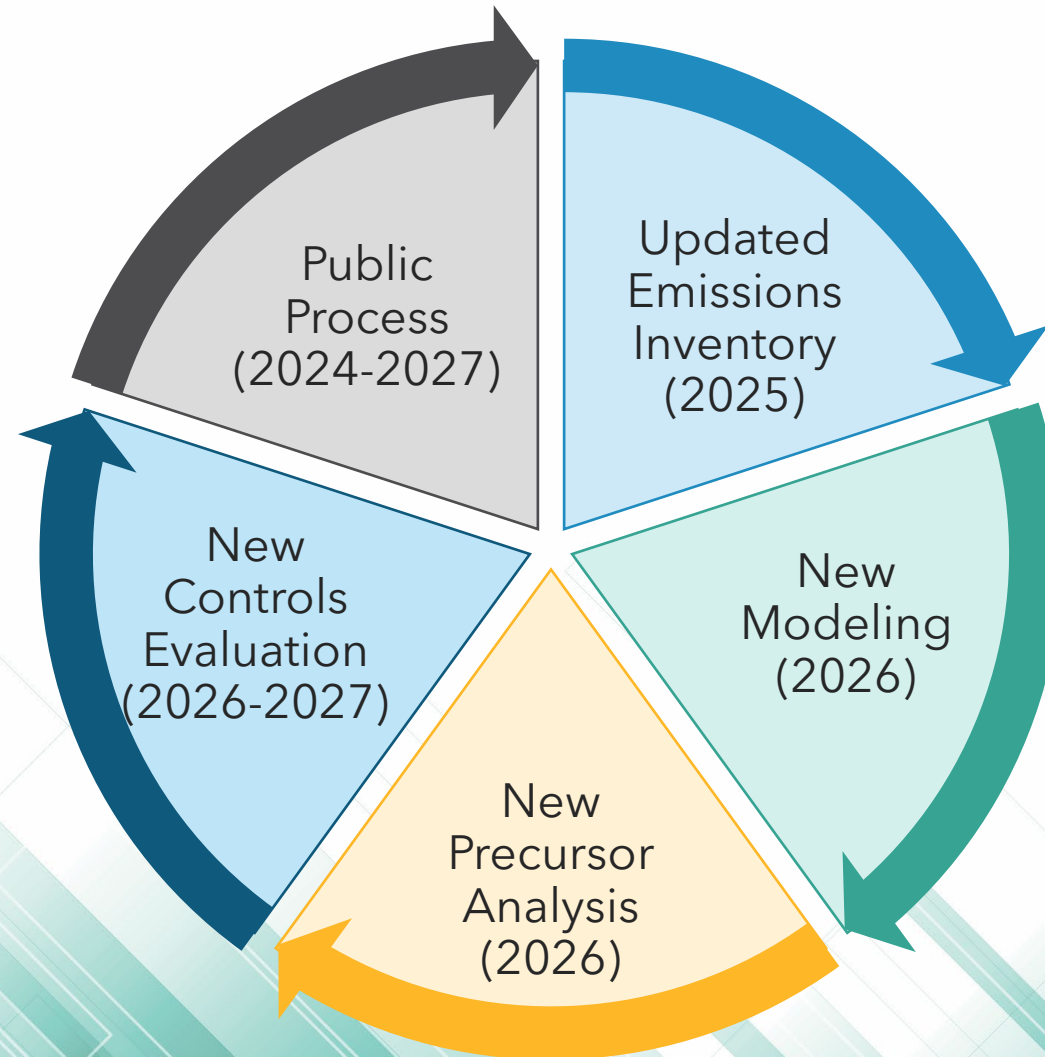 Public
Process
(2024-2027)
Updated
Emissions
Inventory
(2025)
New
Modeling
(2026)
New
Precursor
Analysis
(2026)
New
Controls
Evaluation
(2026-2027)